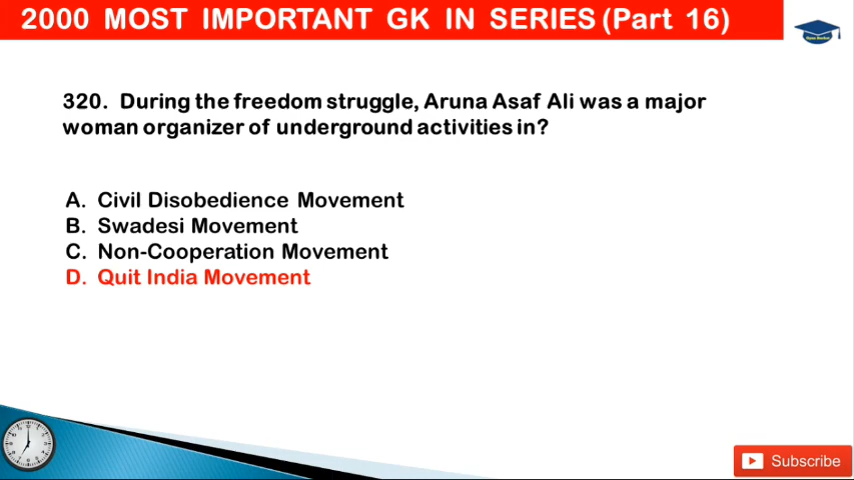 2000 MOST IMPORTANT GK IN SERIES (Part 16)
320. During the freedom struggle, Aruna Asaf Ali was a major
woman organizer of underground activities in?
A. Civil Disobedience Movement
B. Swadesi Movement
C. Non-Cooperation Movement
D. Quit India Movement
Subscribe